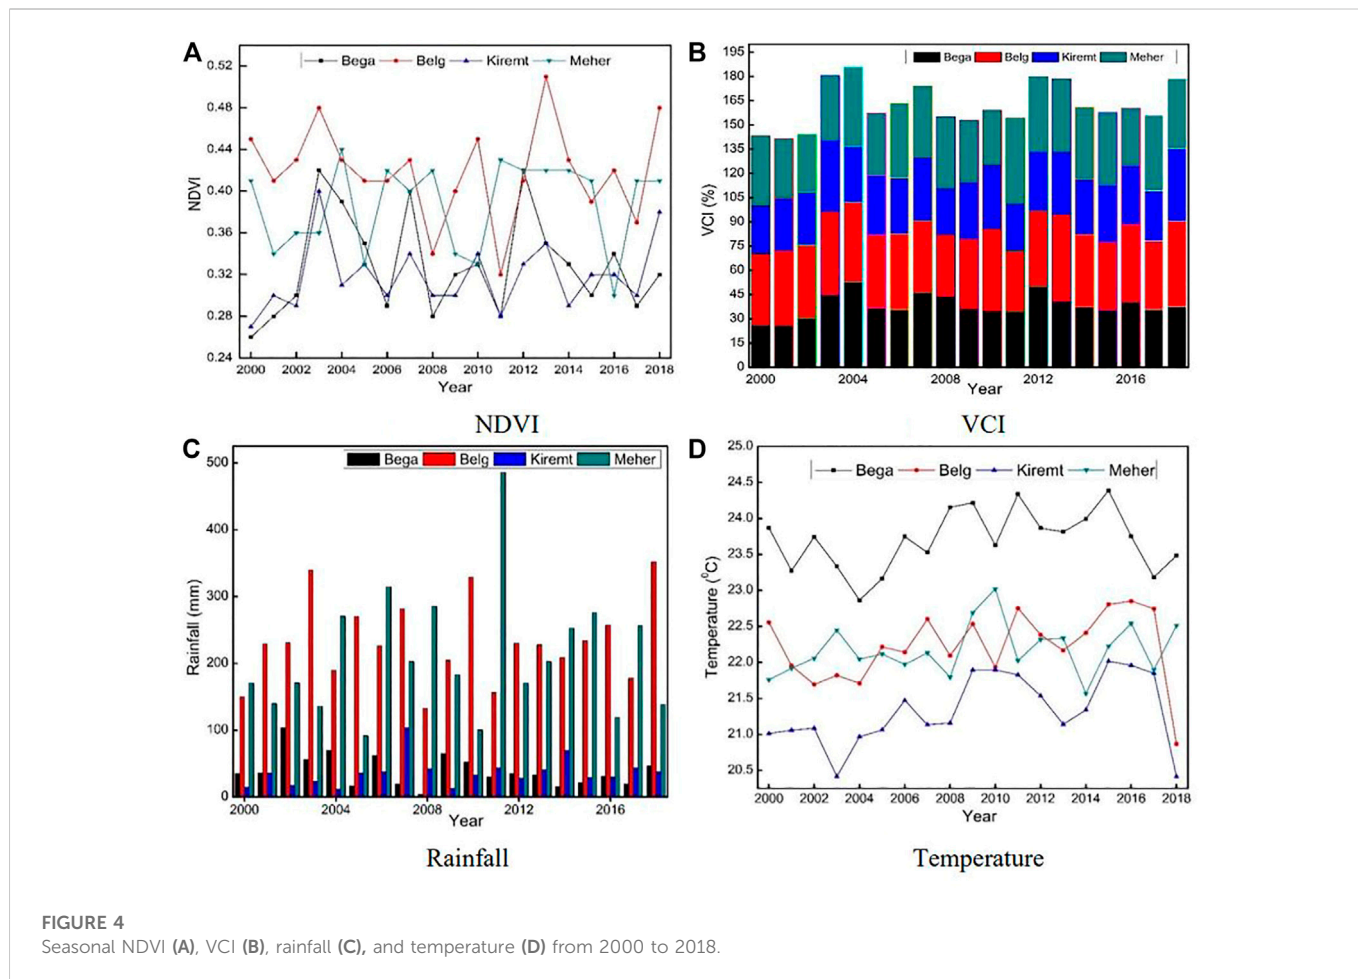 A
Bega Belg Kiremt Meher
0.52
0.48
0.44
0.40
0.36
0.32
0.28
0.24
NDVI
2000 2002 2004 2006 2008 2010 2012 2014 2016 2018
Year
NDVI
B
Bega Belg Kiremt Meher
195
180
165
150
135
120
105
90
75
60
45
30
15
0
VCI (%)
2000 2004 2008 2012 2016
Year
VCI
C
Bega Belg Kiremt Meher
500
400
300
200
100
0
Rainfall (mm)
2000 2004 2008 2012 2016
Year
Rainfall
D
Bega Belg Kiremt Meher
25.0
24.5
24.0
23.5
23.0
22.5
22.0
21.5
21.0
20.5
Temperature (⁰C)
2000 2002 2004 2006 2008 2010 2012 2014 2016 2018
Year
Temperature
FIGURE 4
Seasonal NDVI (A), VCI (B), rainfall (C), and temperature (D) from 2000 to 2018.